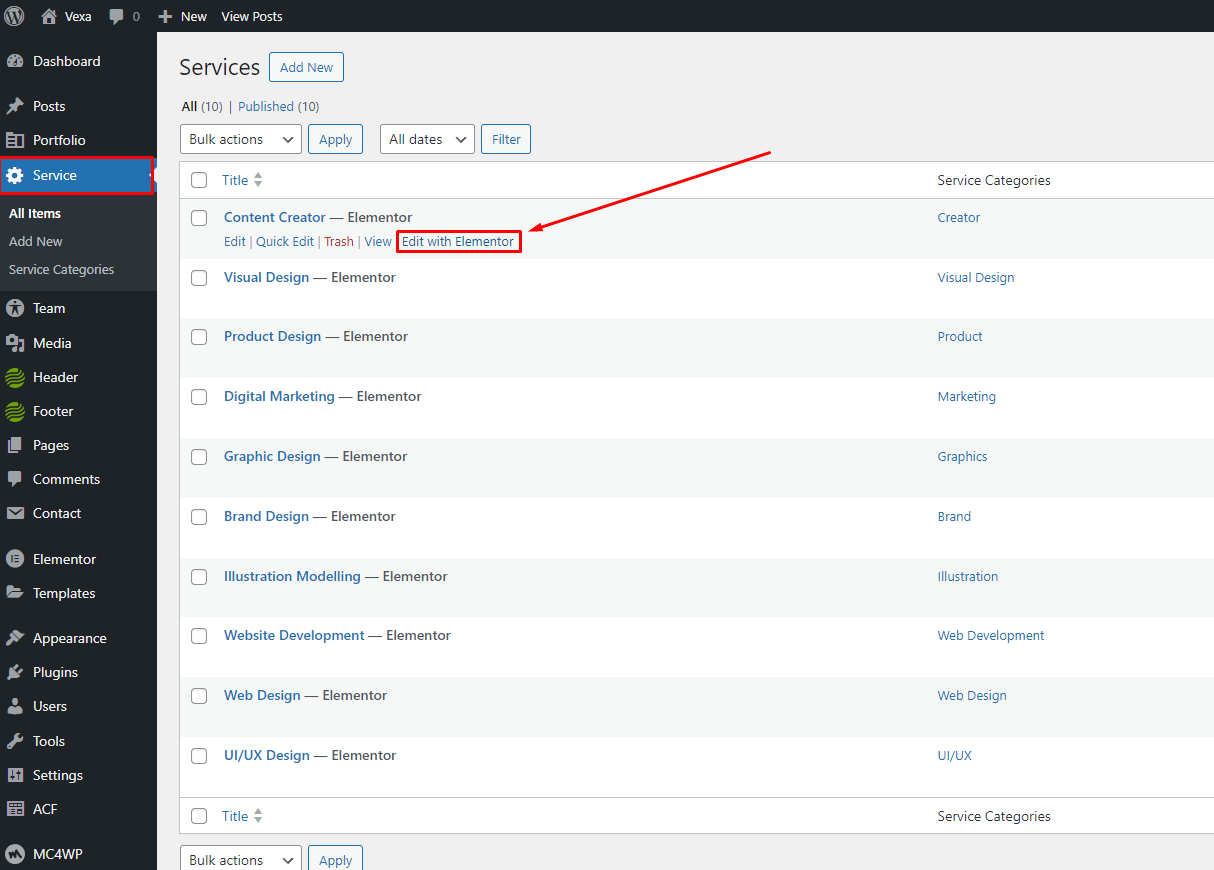 Vexa 0 New View Posts
Dashboard
Posts
Portfolio
Service
All Items
Add New
Service Categories
Team
Media
Header
Footer
Pages
Comments
Contact
Elementor
Templates
Appearance
Plugins
Users
Tools
Settings
ACF
MC4WP
Services Add New
All (10) | Published (10)
Bulk actions Apply All dates Filter
Title Service Categories
Content Creator — Elementor Creator
Edit | Quick Edit | Trash | View Edit with Elementor
Visual Design — Elementor Visual Design
Product Design — Elementor Product
Digital Marketing — Elementor Marketing
Graphic Design — Elementor Graphics
Brand Design — Elementor Brand
Illustration Modelling — Elementor Illustration
Website Development — Elementor Web Development
Web Design — Elementor Web Design
UI/UX Design — Elementor UI/UX
Title Service Categories
Bulk actions Apply